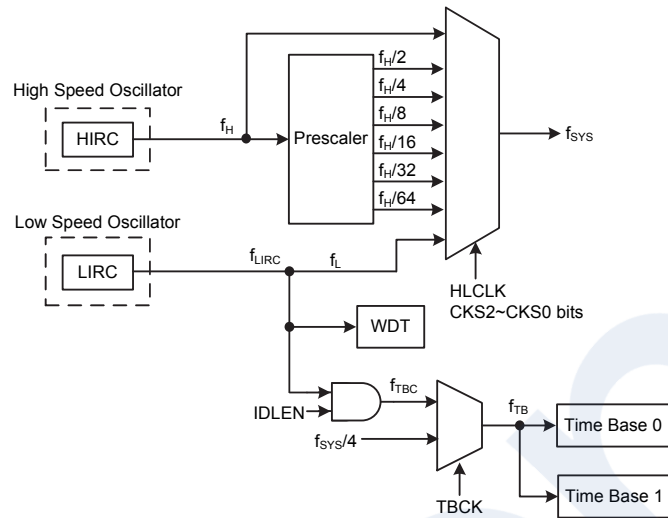 High Speed Oscillator
HIRC
fH
Prescaler
fH/2
fH/4
fH/8
fH/16
fH/32
fH/64
fSYS
Low Speed Oscillator
LIRC
fLIRC
fL
HLCLK
CKS2~CKS0 bits
WDT
IDLEN
fTBC
fSYS/4
TBCK
fTB
Time Base 0
Time Base 1